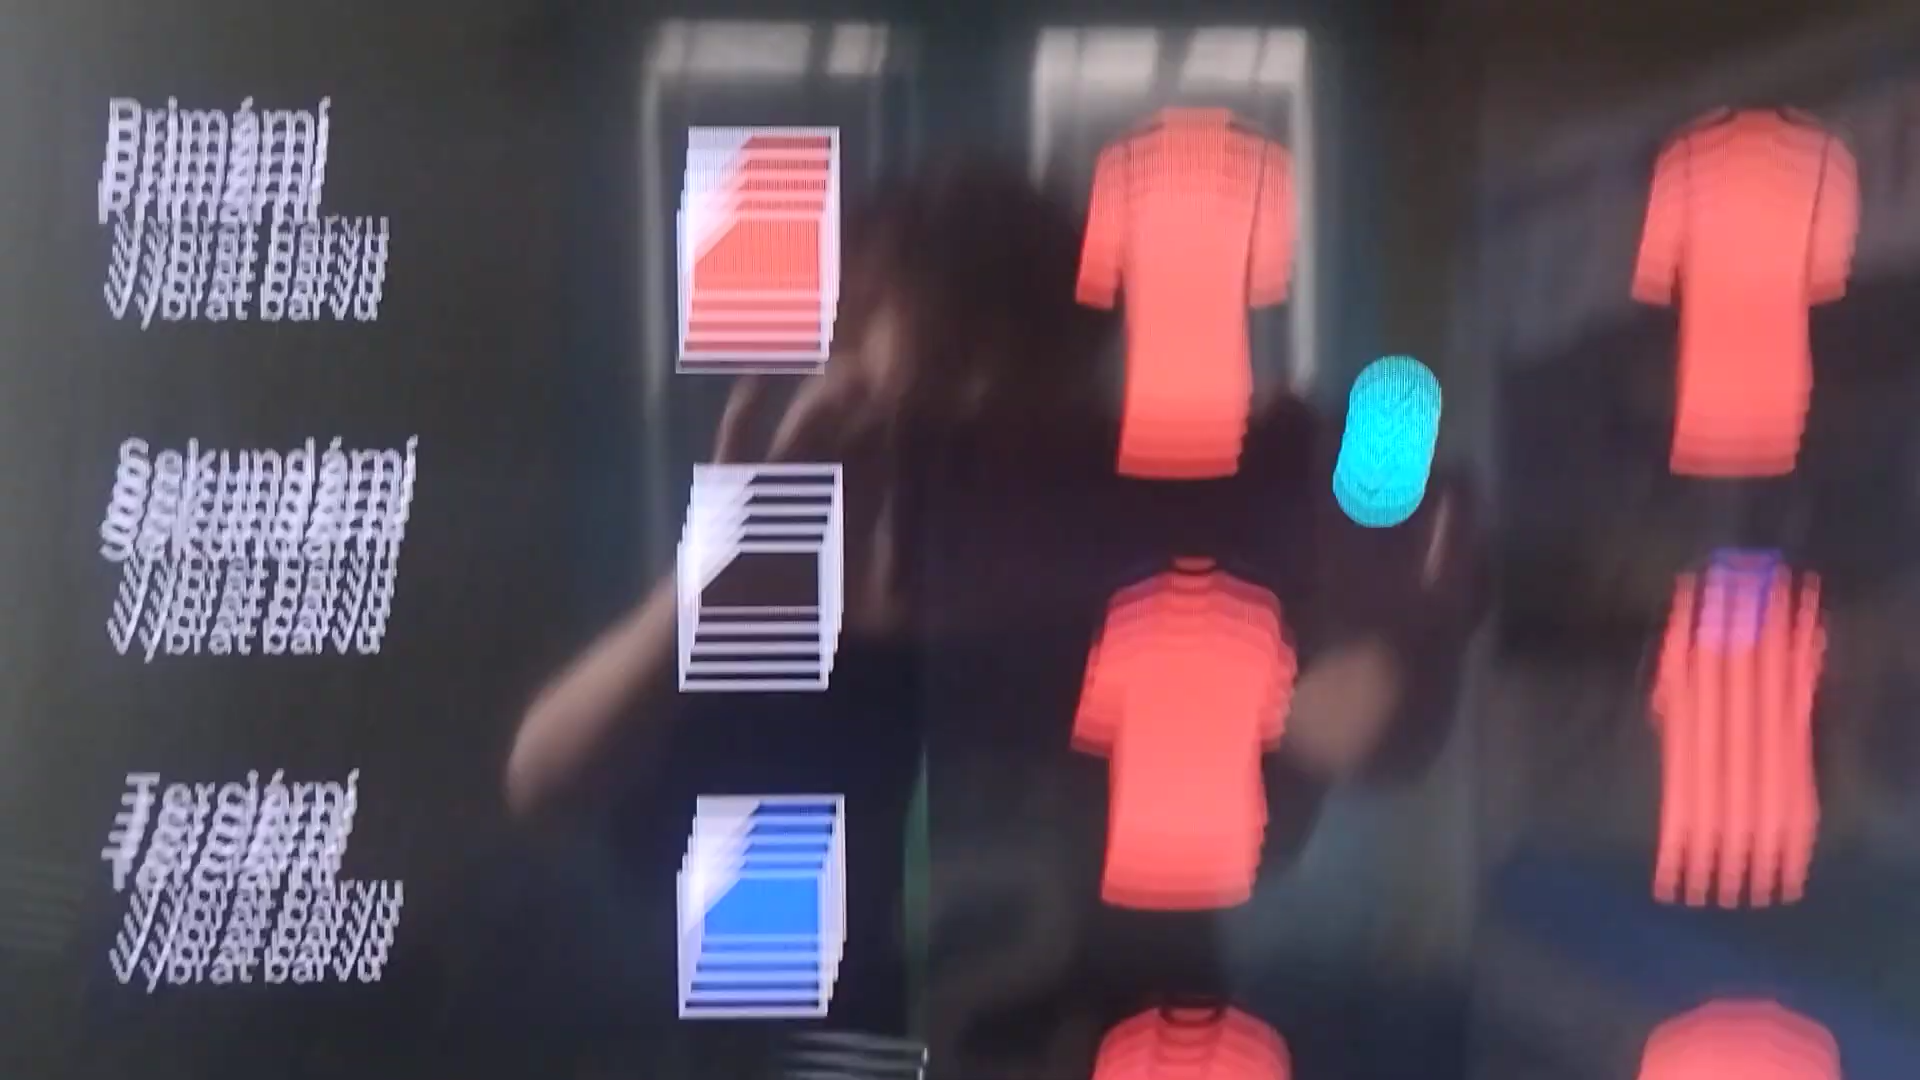 Primární
Vybrat barvu
Sekundární
Vybrat barvu
Terciární
Vybrat barvu